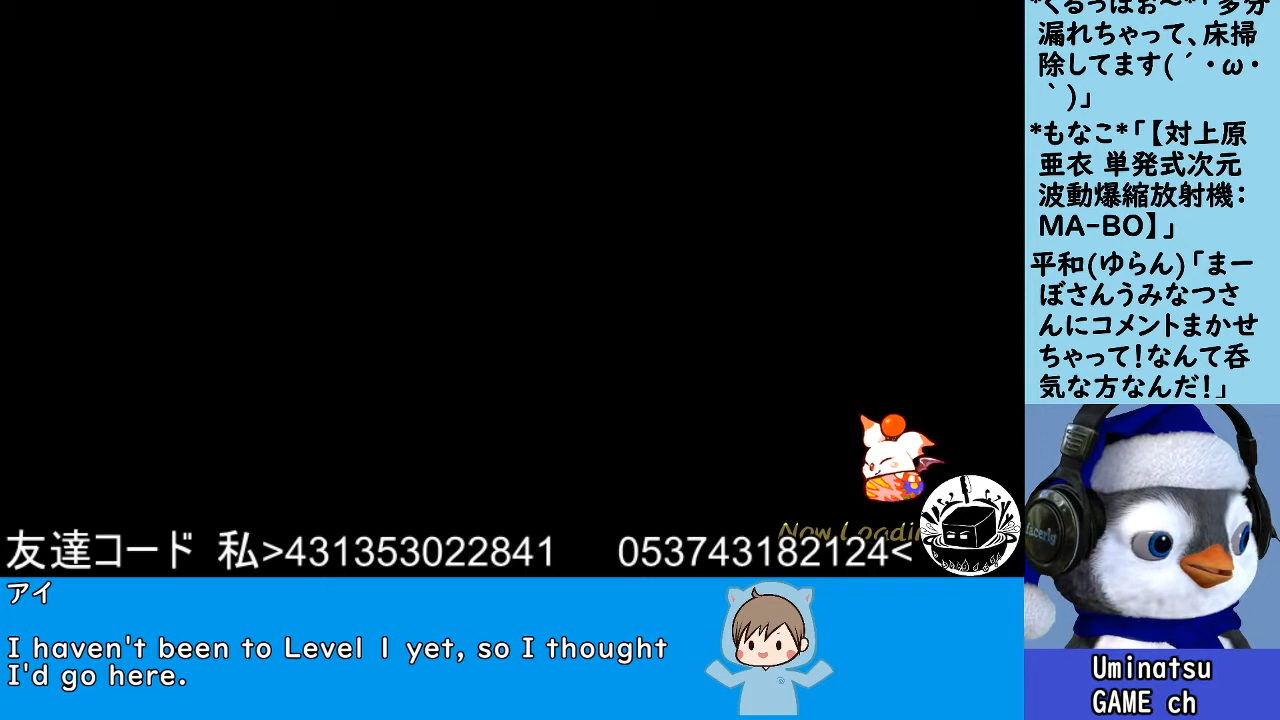 *くるっぱぉ～*「多分
漏れちゃって、床掃
除してます(´・ω・
｀)」
*もなこ*「【対上原
亜衣 単発式次元
波動爆縮放射機：
MA-BO】」
平和(ゆらん)「まー
ぼさんうみなつさ
んにコメントまかせ
ちゃって！なんて呑
気な方なんだ！」
Now Loadin
友達コード 私>431353022841 053743182124<
アイ
I haven't been to Level 1 yet, so I thought
I'd go here.
facerig
Uminatsu
GAME ch